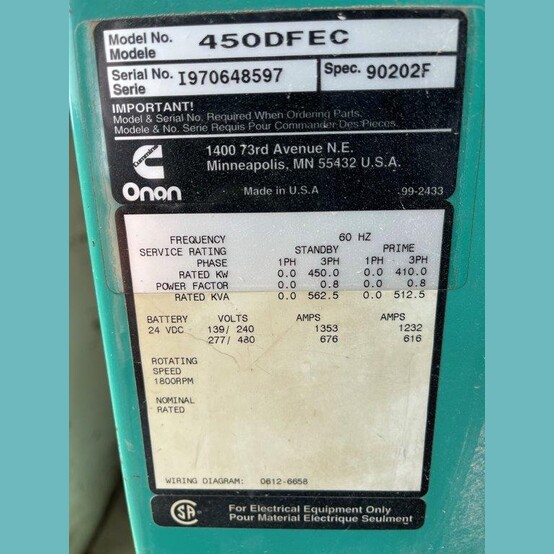 Model No. 450DFEC
Modele
Serial No. I970648597 Spec. 90202F
Serie
IMPORTANT!
Model & Serial No. Required When Ordering Parts.
Modele & No. Serie Requis Pour Commander Des Pieces.
Cummins
Onan
1400 73rd Avenue N.E.
Minneapolis, MN 55432 U.S.A.
Made in U.S.A 99-2433
FREQUENCY 60 HZ
SERVICE RATING STANDBY PRIME
PHASE 1PH 3PH 1PH 3PH
RATED KW 0.0 450.0 0.0 410.0
POWER FACTOR 0.0 0.8 0.0 0.8
RATED KVA 0.0 562.5 0.0 512.5
BATTERY VOLTS AMPS AMPS
24 VDC 139/ 240 1353 1232
277/ 480 676 616
ROTATING
SPEED
1800RPM
NOMINAL
RATED
WIRING DIAGRAM: 0612-6658
CSA
For Electrical Equipment Only
Pour Material Electrique Seulment